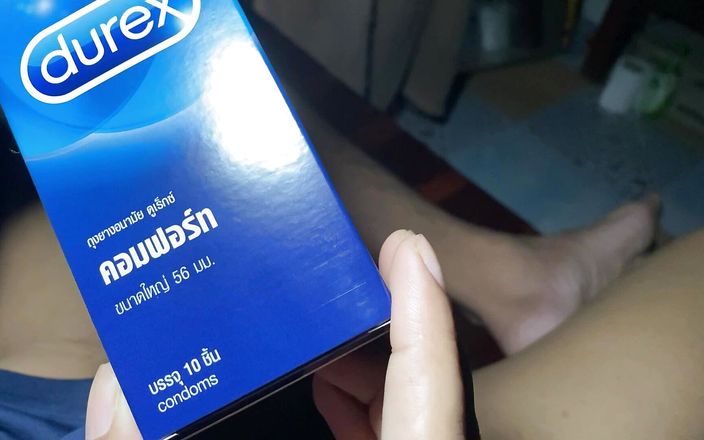 durex
ถุงยางอนามัย ดูเร็กซ์
คอมฟอร์ท
ขนาดใหญ่ 56 มม.
บรรจุ 10 ชิ้น
condoms